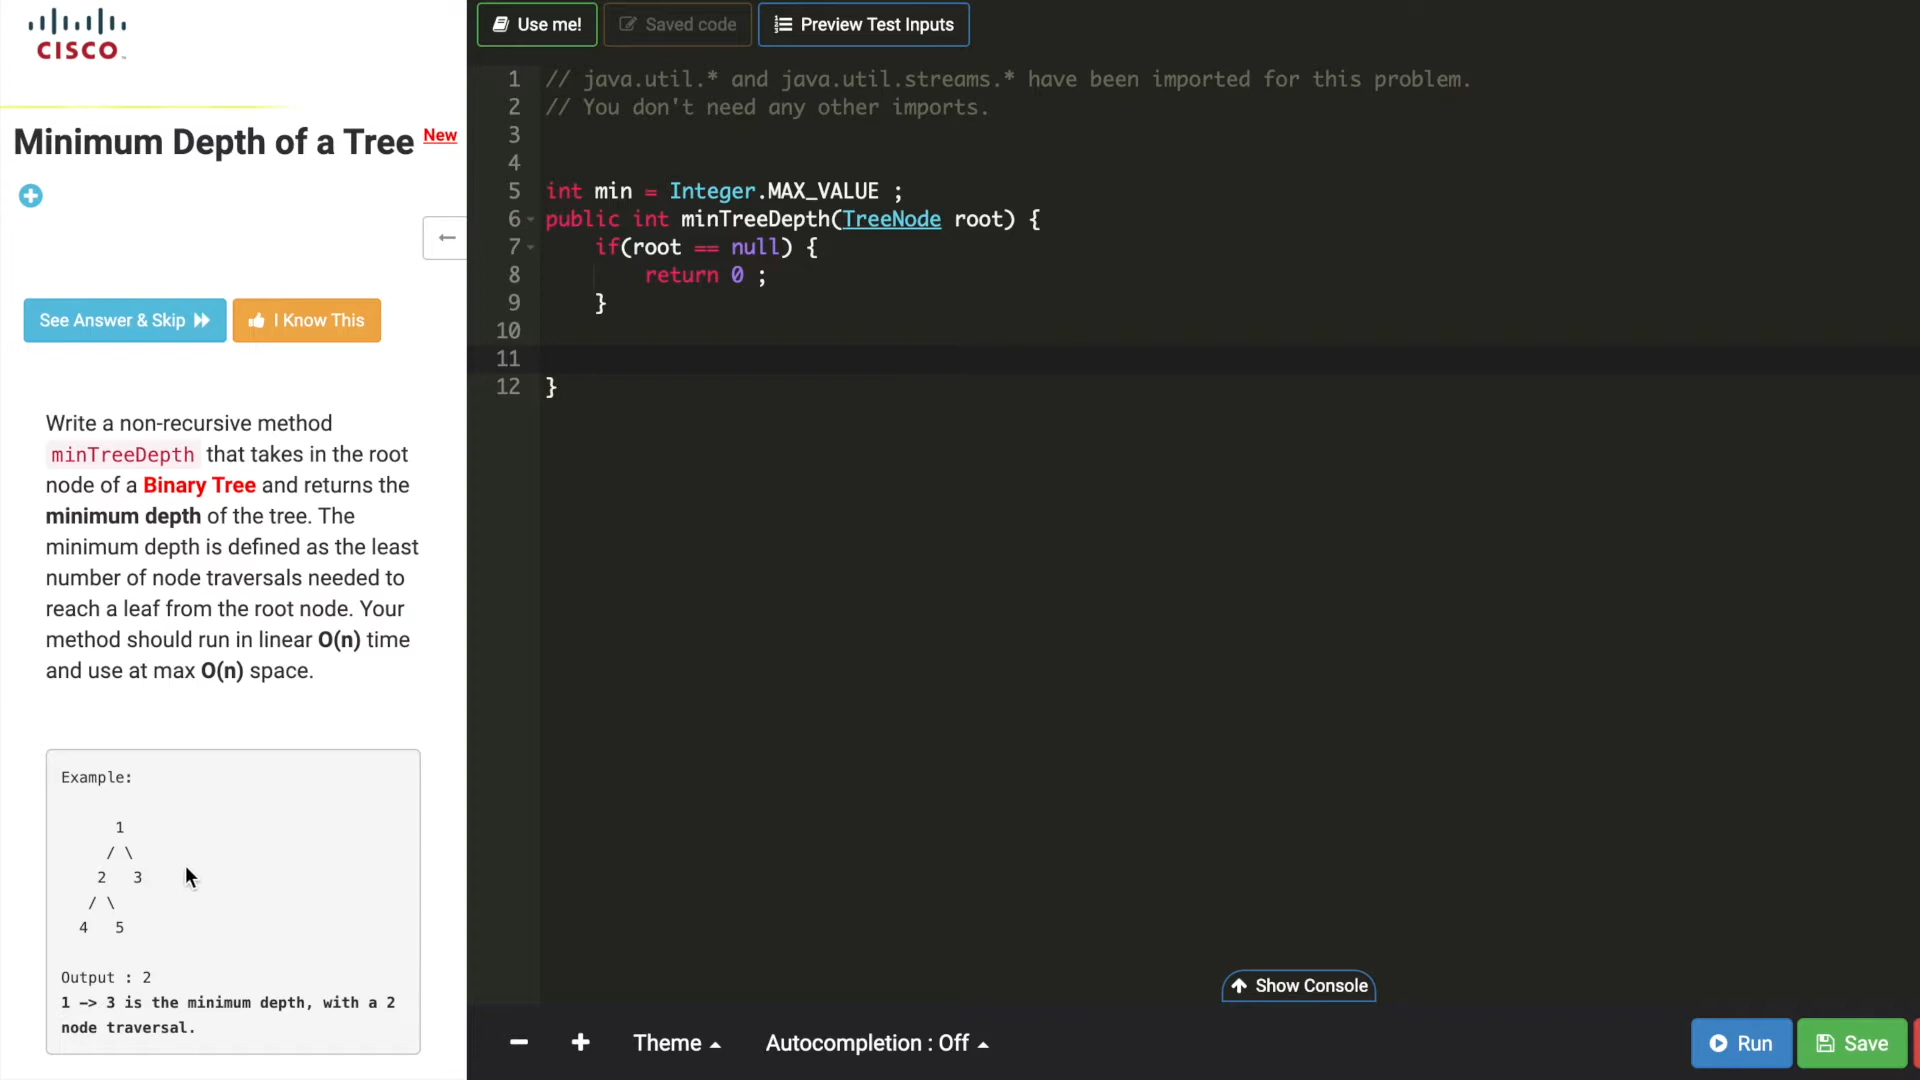 CISCO
Minimum Depth of a Tree New
See Answer & Skip
I Know This
Write a non-recursive method
minTreeDepth that takes in the root
node of a Binary Tree and returns the
minimum depth of the tree. The
minimum depth is defined as the least
number of node traversals needed to
reach a leaf from the root node. Your
method should run in linear O(n) time
and use at max O(n) space.
Example:
1
/ \
2 3
/ \
4 5
Output : 2
1 —> 3 is the minimum depth, with a 2
node traversal.
Use me!
Saved code
Preview Test Inputs
1 // java.util.* and java.util.streams.* have been imported for this problem.
2 // You don't need any other imports.
3
4
5 int min = Integer.MAX_VALUE ;
6 public int minTreeDepth(TreeNode root) {
7 if(root == null) {
8 return 0 ;
9 }
10
11
12 }
Show Console
Theme
Autocompletion : Off
Run
Save